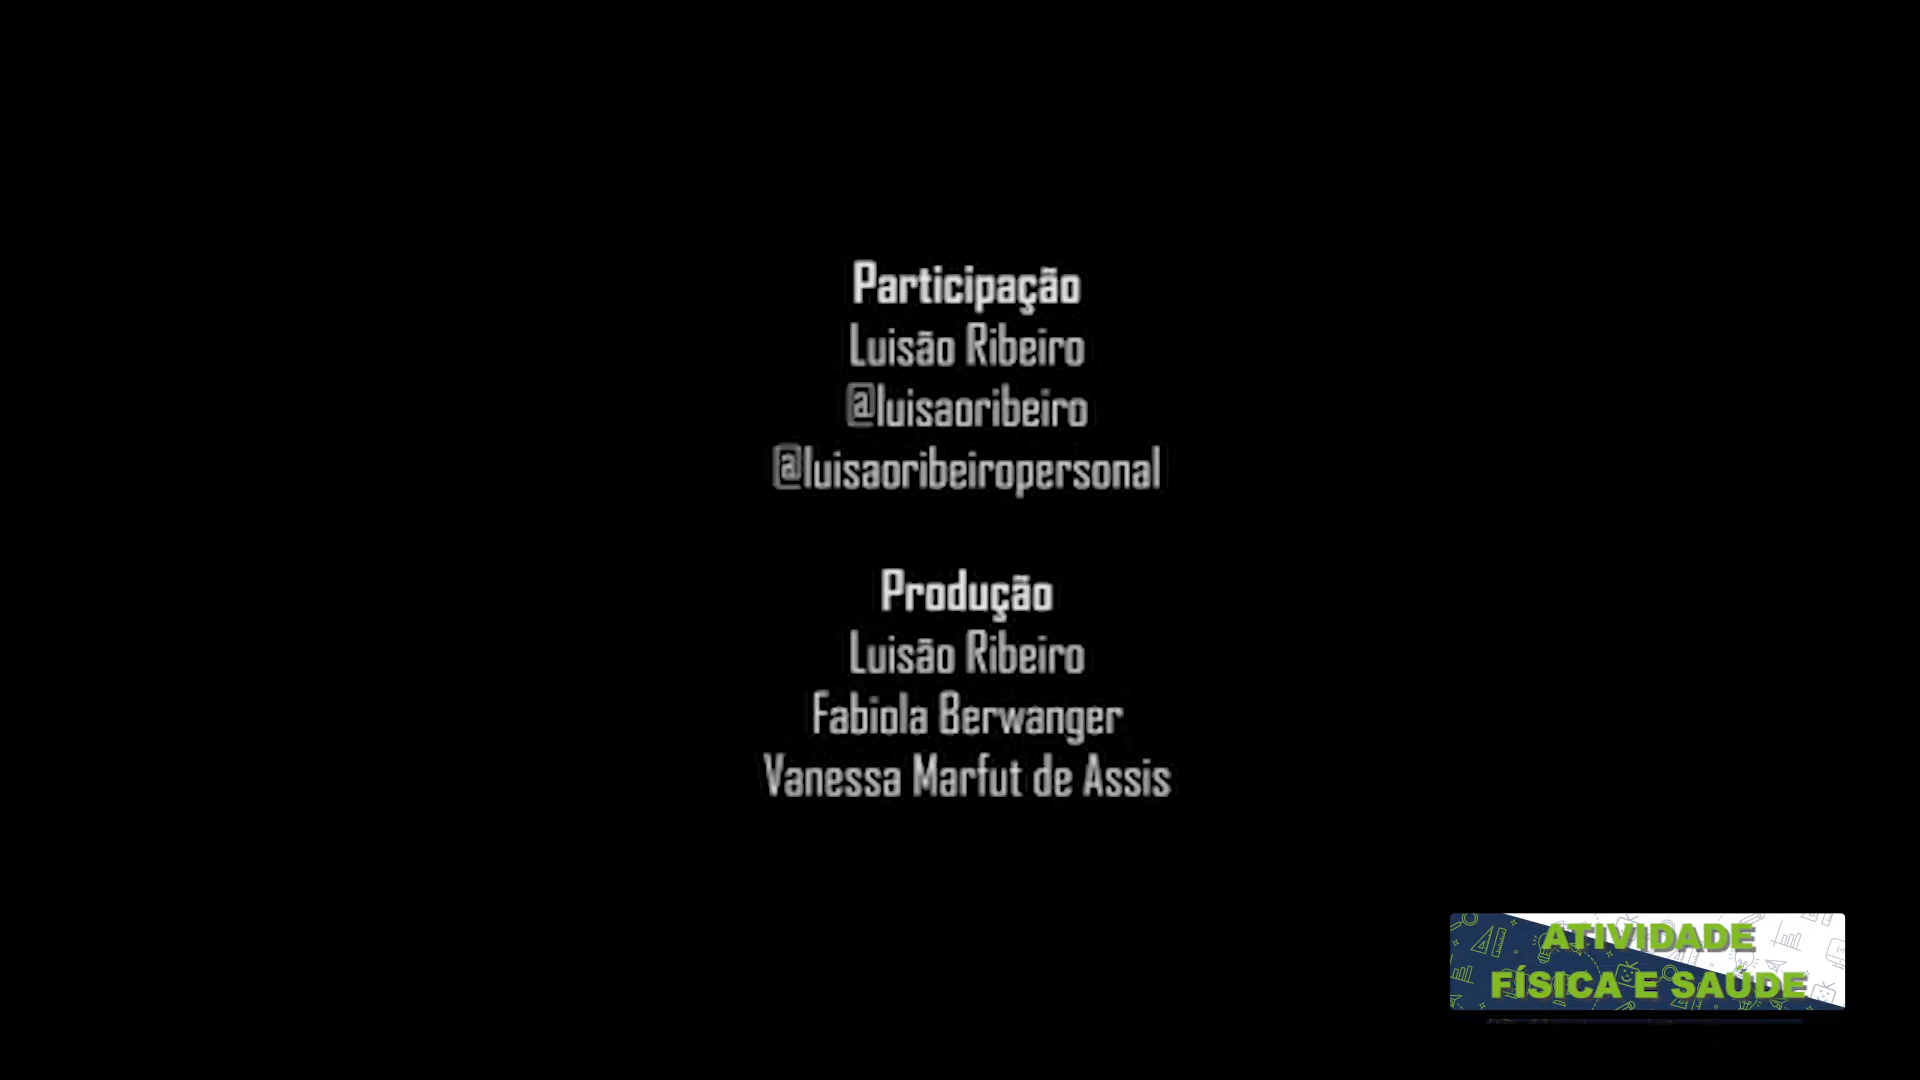 Participação
Luisão Ribeiro
@luisaoribeiro
@luisaoribeiropersonal
Produção
Luisão Ribeiro
Fabiola Berwanger
Vanessa Marfut de Assis
ATIVIDADE
FÍSICA E SAÚDE